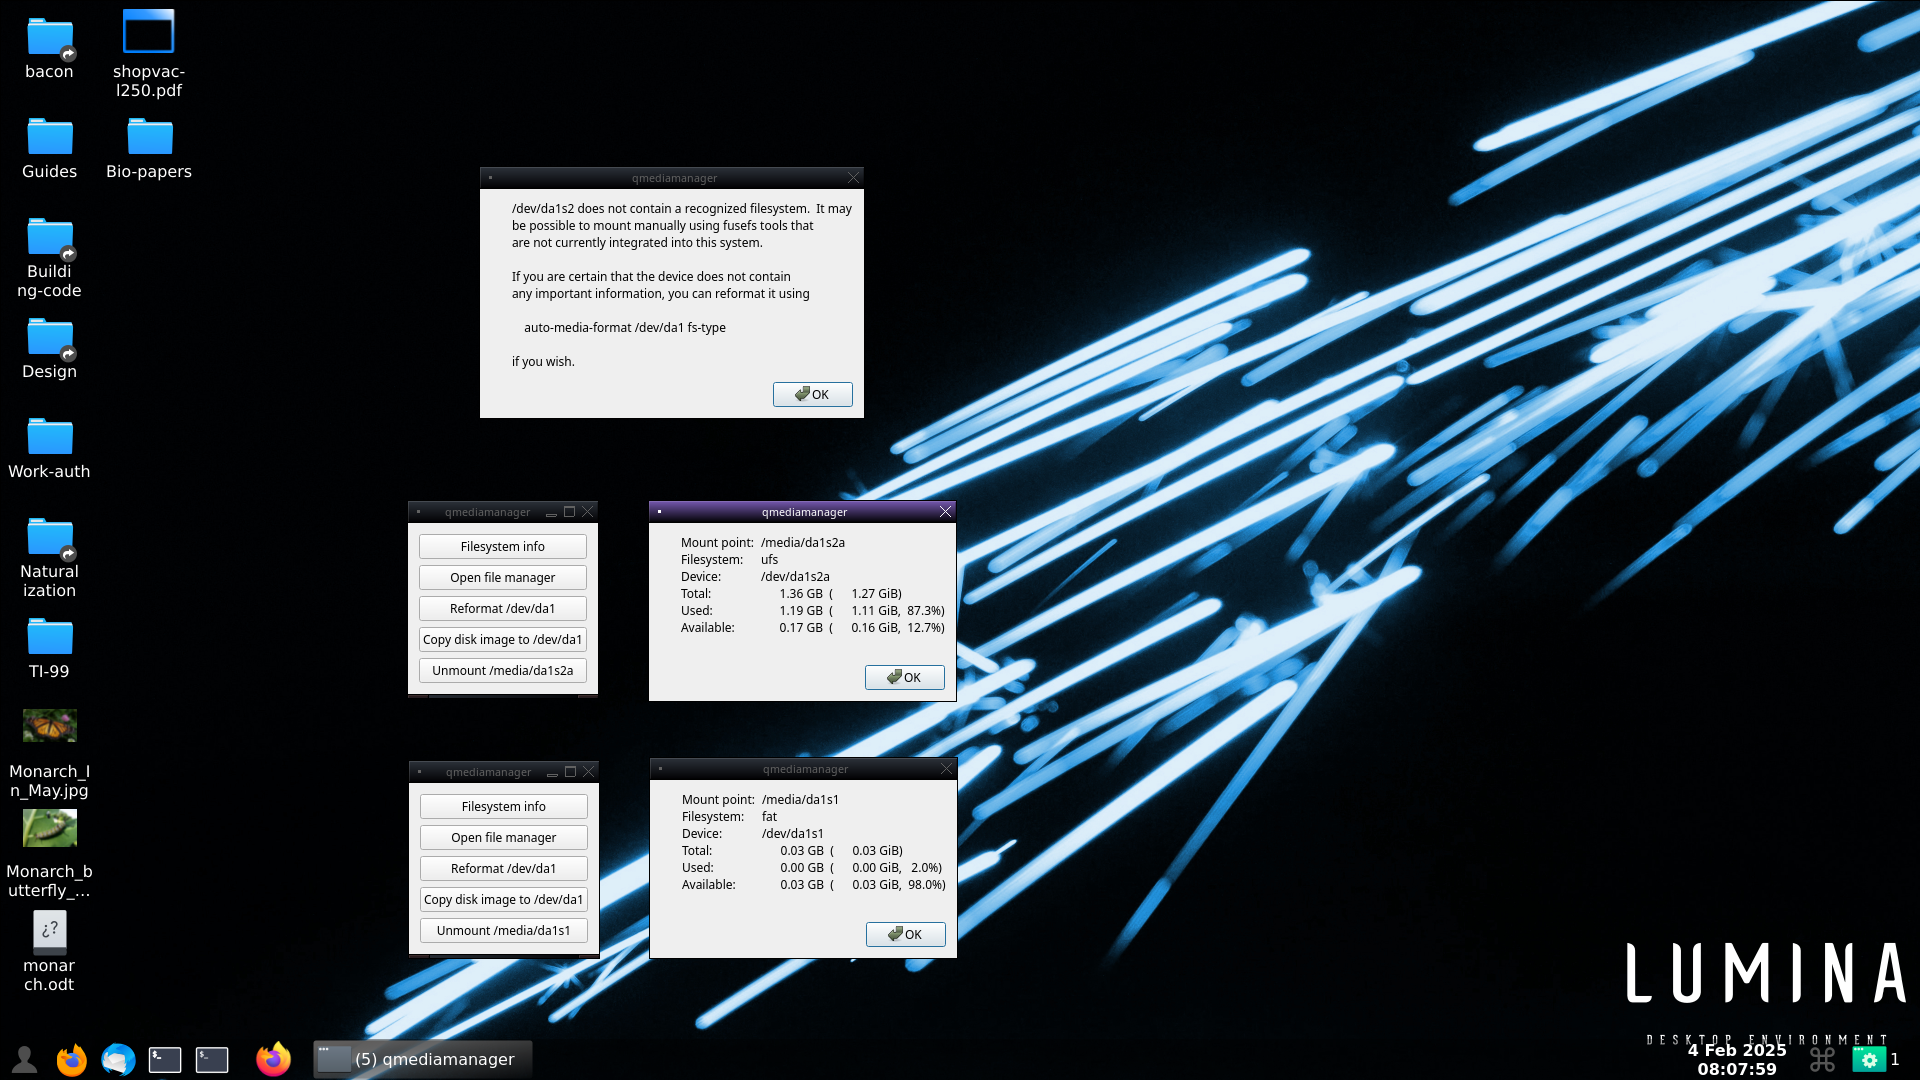 bacon
shopvac-
l250.pdf
Guides
Bio-papers
Buildi
ng-code
Design
Work-auth
Natural
ization
TI-99
Monarch_I
n_May.jpg
Monarch_b
utterfly_...
¿?
monar
ch.odt
qmediamanager
/dev/da1s2 does not contain a recognized filesystem.  It may
be possible to mount manually using fusefs tools that
are not currently integrated into this system.
If you are certain that the device does not contain
any important information, you can reformat it using
auto-media-format /dev/da1 fs-type
if you wish.
OK
qmediamanager
Filesystem info
Open file manager
Reformat /dev/da1
Copy disk image to /dev/da1
Unmount /media/da1s2a
qmediamanager
Mount point: /media/da1s2a
Filesystem: ufs
Device: /dev/da1s2a
Total: 1.36 GB ( 1.27 GiB)
Used: 1.19 GB ( 1.11 GiB, 87.3%)
Available: 0.17 GB ( 0.16 GiB, 12.7%)
OK
qmediamanager
Filesystem info
Open file manager
Reformat /dev/da1
Copy disk image to /dev/da1
Unmount /media/da1s1
qmediamanager
Mount point: /media/da1s1
Filesystem: fat
Device: /dev/da1s1
Total: 0.03 GB ( 0.03 GiB)
Used: 0.00 GB ( 0.00 GiB, 2.0%)
Available: 0.03 GB ( 0.03 GiB, 98.0%)
OK
LUMINA
DESKTOP ENVIRONMENT
(5) qmediamanager
4 Feb 2025
08:07:59
1